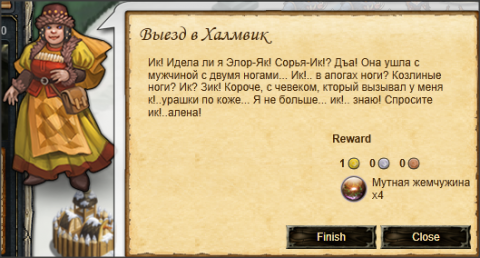 Выезд в Халмвик
Ик! Идела ли я Элор-Як! Сорья-Ик!? Дъа! Она ушла с
мужчиной с двумя ногами... Ик!.. в апогах ноги? Козлиные
ноги? Ик? Зик! Короче, с чевеком, ктоpый вызывал у меня
к!..урашки по коже... Я не больше... ик!.. знаю! Спросите
ик!..алена!
Reward
1 0 0
Мутная жемчужина
x4
Finish Close